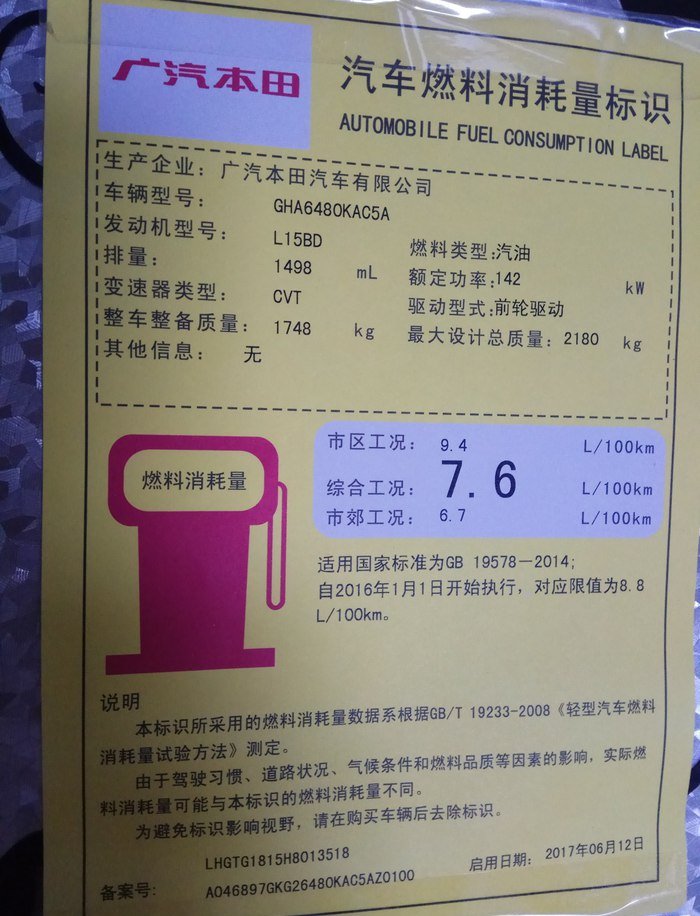 广汽本田
汽车燃料消耗量标识
AUTOMOBILE FUEL CONSUMPTION LABEL
生产企业：广汽本田汽车有限公司
车辆型号： GHA6480KAC5A
发动机型号： L15BD 燃料类型:汽油
排量： 1498 mL 额定功率:142 kW
变速器类型： CVT 驱动型式:前轮驱动
整车整备质量： 1748 kg 最大设计总质量：2180 kg
其他信息： 无
燃料消耗量
市区工况： 9.4 L/100km
综合工况： 7.6 L/100km
市郊工况： 6.7 L/100km
适用国家标准为GB 19578－2014;
自2016年1月1日开始执行，对应限值为8.8
L/100km。
说明
本标识所采用的燃料消耗量数据系根据GB/T 19233-2008《轻型汽车燃料
消耗量试验方法》测定。
由于驾驶习惯、道路状况、气候条件和燃料品质等因素的影响，实际燃
料消耗量可能与本标识的燃料消耗量不同。
为避免标识影响视野，请在购买车辆后去除标识。
LHGTG1815H8013518
备案号: A046897GKG26480KAC5AZ0100 启用日期： 2017年06月12日